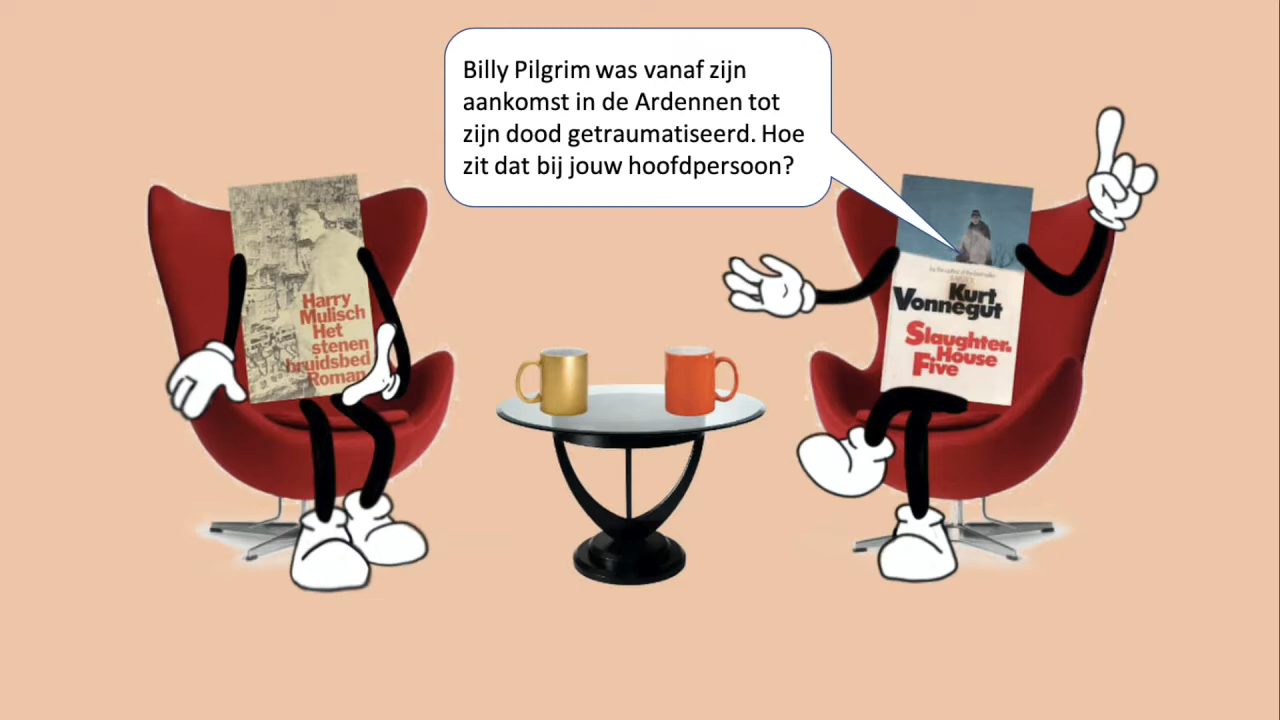 Billy Pilgrim was vanaf zijn
aankomst in de Ardennen tot
zijn dood getraumatiseerd. Hoe
zit dat bij jouw hoofdpersoon?
Harry
Mulisch
Het
stenen
bruidsbed
Roman
Kurt
Vonnegut
Slaughter-
House
Five